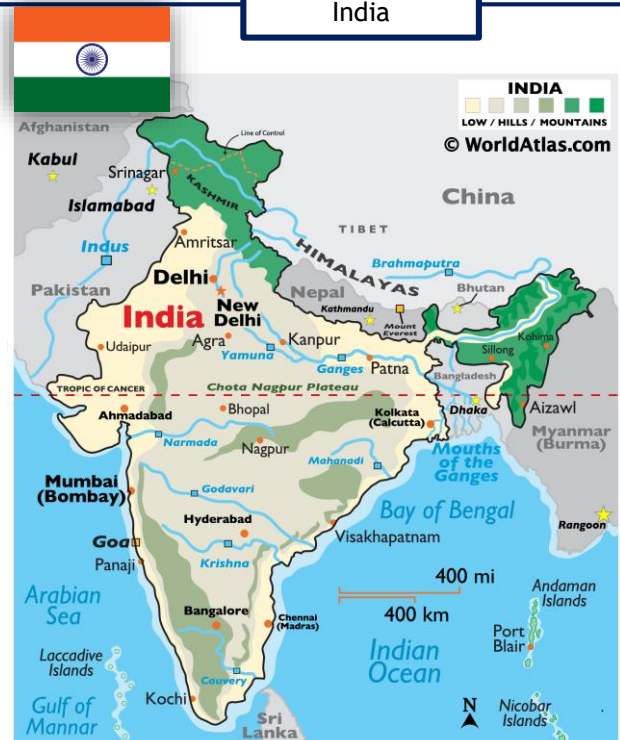 India
INDIA
LOW / HILLS / MOUNTAINS
© WorldAtlas.com
Afghanistan
Kabul
Srinagar
Line of Control
KASHMIR
Islamabad
China
TIBET
Indus
Amritsar
HIMALAYAS
Brahmaputra
Pakistan
Delhi
New
Delhi
Nepal
Bhutan
India
Kathmandu
Mount
Everest
Udaipur
Agra
Kanpur
Yamuna
Ganges
Patna
Sillong
Kohima
Bangladesh
TROPIC OF CANCER
Chota Nagpur Plateau
Ahmadabad
Bhopal
Kolkata
(Calcutta)
Dhaka
Aizawl
Narmada
Nagpur
Mahanadi
Mouths
of the
Ganges
Myanmar
(Burma)
Mumbai
(Bombay)
Godavari
Hyderabad
Bay of Bengal
Rangoon
Goa
Krishna
Visakhapatnam
Panaji
400 mi
400 km
Arabian
Sea
Bangalore
Chennai
(Madras)
Andaman
Islands
Port
Blair
Laccadive
Islands
Cauvery
Indian
Ocean
Gulf of
Mannar
Kochi
Sri
Lanka
N
Nicobar
Islands